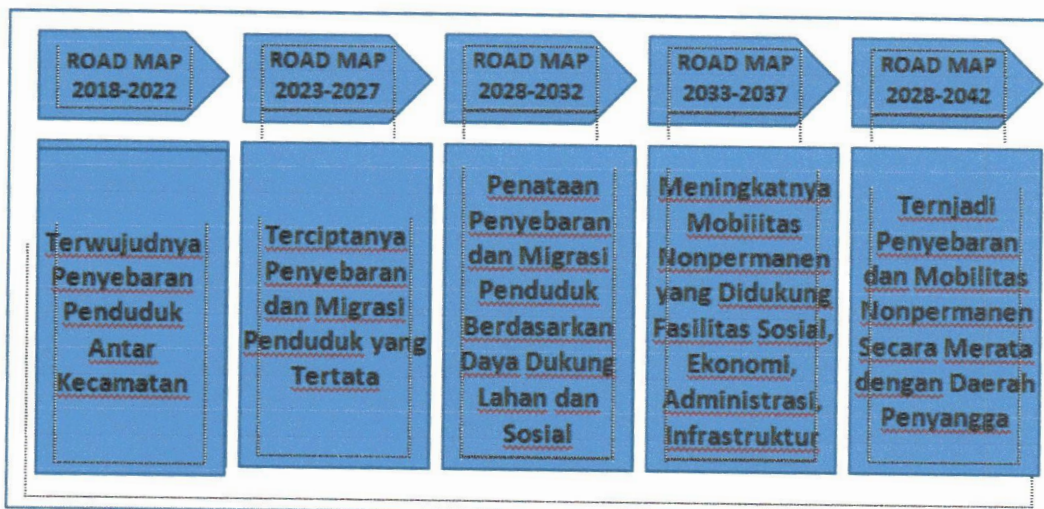 ROAD MAP
2018-2022
ROAD MAP
2023-2027
ROAD MAP
2028-2032
ROAD MAP
2033-2037
ROAD MAP
2028-2042
Terwujudnya
Penyebaran
Penduduk
Antar
Kecamatan
Terciptanya
Penyebaran
dan Migrasi
Penduduk yang
Tertata
Penataan
Penyebaran
dan Migrasi
Penduduk
Berdasarkan
Daya Dukung
Lahan dan
Sosial
Meningkatnya
Mobilitas
Nonpermanen
yang Didukung
Fasilitas Sosial,
Ekonomi,
Administrasi,
Infrastruktur
Ternjadi
Penyebaran
dan Mobilitas
Nonpermanen
Secara Merata
dengan Daerah
Penyangga